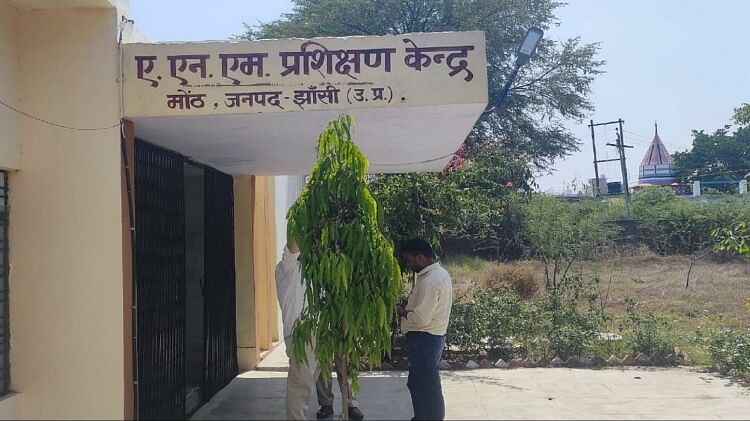 ए. एन. एम. प्रशिक्षण केन्द्र
मोंठ , जनपद - झाँसी ( उ. प्र. )